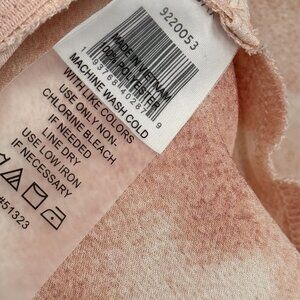 9220053
MADE IN VIETNAM
100% POLYESTER
MACHINE WASH COLD
WITH LIKE COLORS
USE ONLY NON-
CHLORINE BLEACH
IF NEEDED
LINE DRY
USE LOW IRON
IF NECESSARY
#51323